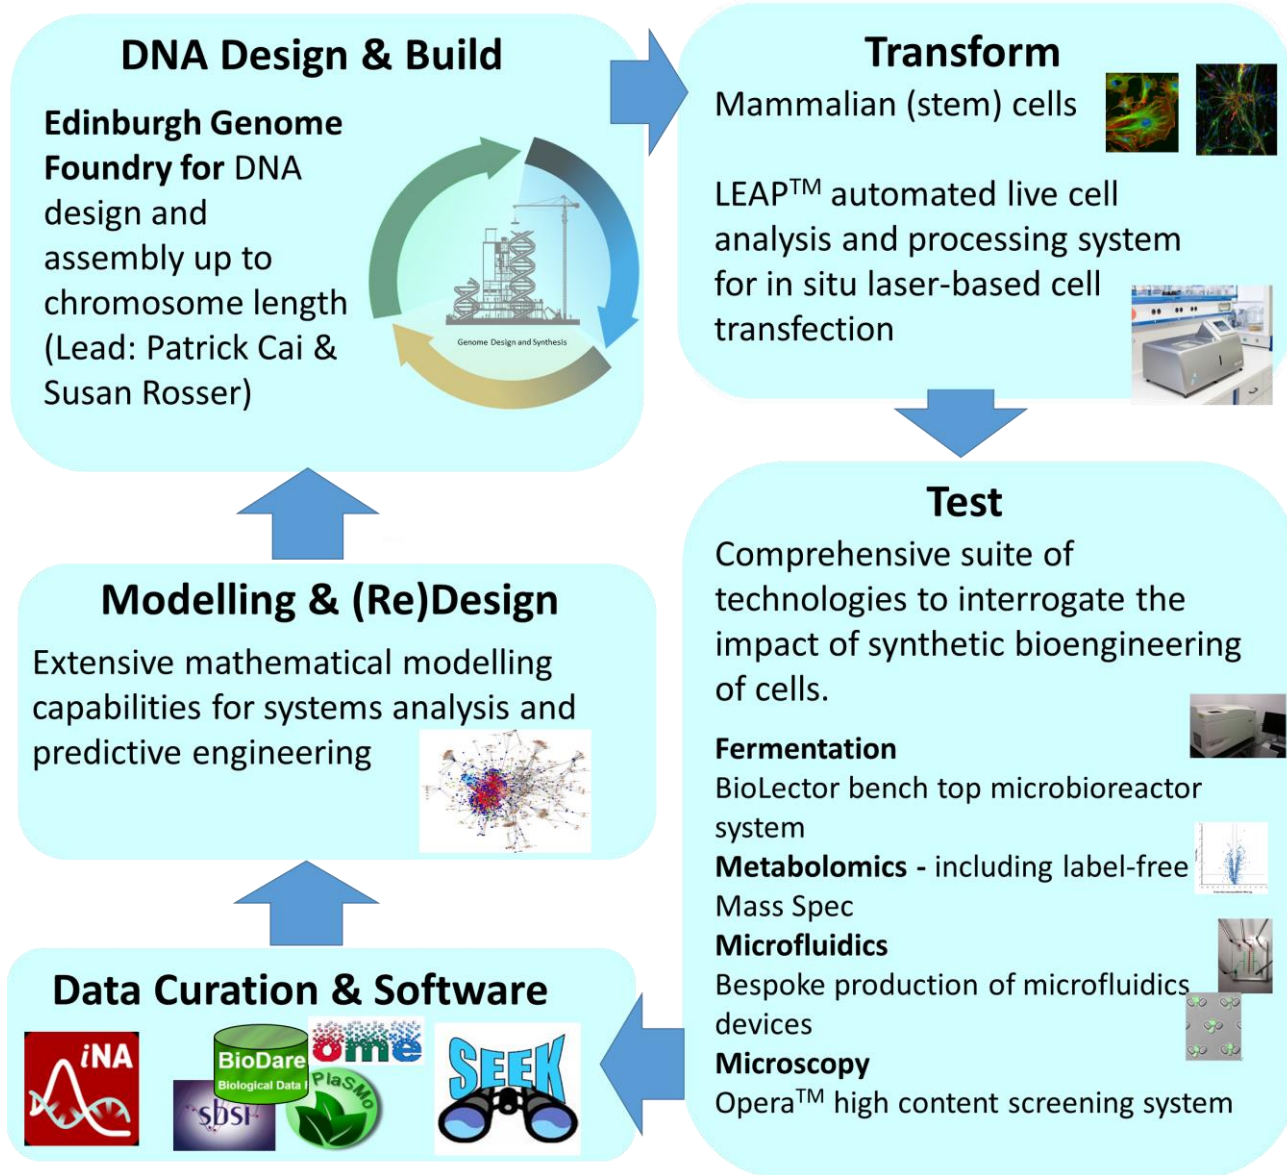 DNA Design & Build
Edinburgh Genome
Foundry for DNA
design and
assembly up to
chromosome length
(Lead: Patrick Cai &
Susan Rosser)
Genome Design and Synthesis
Transform
Mammalian (stem) cells
LEAP™ automated live cell
analysis and processing system
for in situ laser-based cell
transfection
Test
Comprehensive suite of
technologies to interrogate the
impact of synthetic bioengineering
of cells.
Fermentation
BioLector bench top microbioreactor
system
Metabolomics - including label-free
Mass Spec
Microfluidics
Bespoke production of microfluidics
devices
Microscopy
Opera™ high content screening system
Data Curation & Software
iNA
BioDare
Biological Data
ome
PlaSMo
SBSI
SEEK
Modelling & (Re)Design
Extensive mathematical modelling
capabilities for systems analysis and
predictive engineering